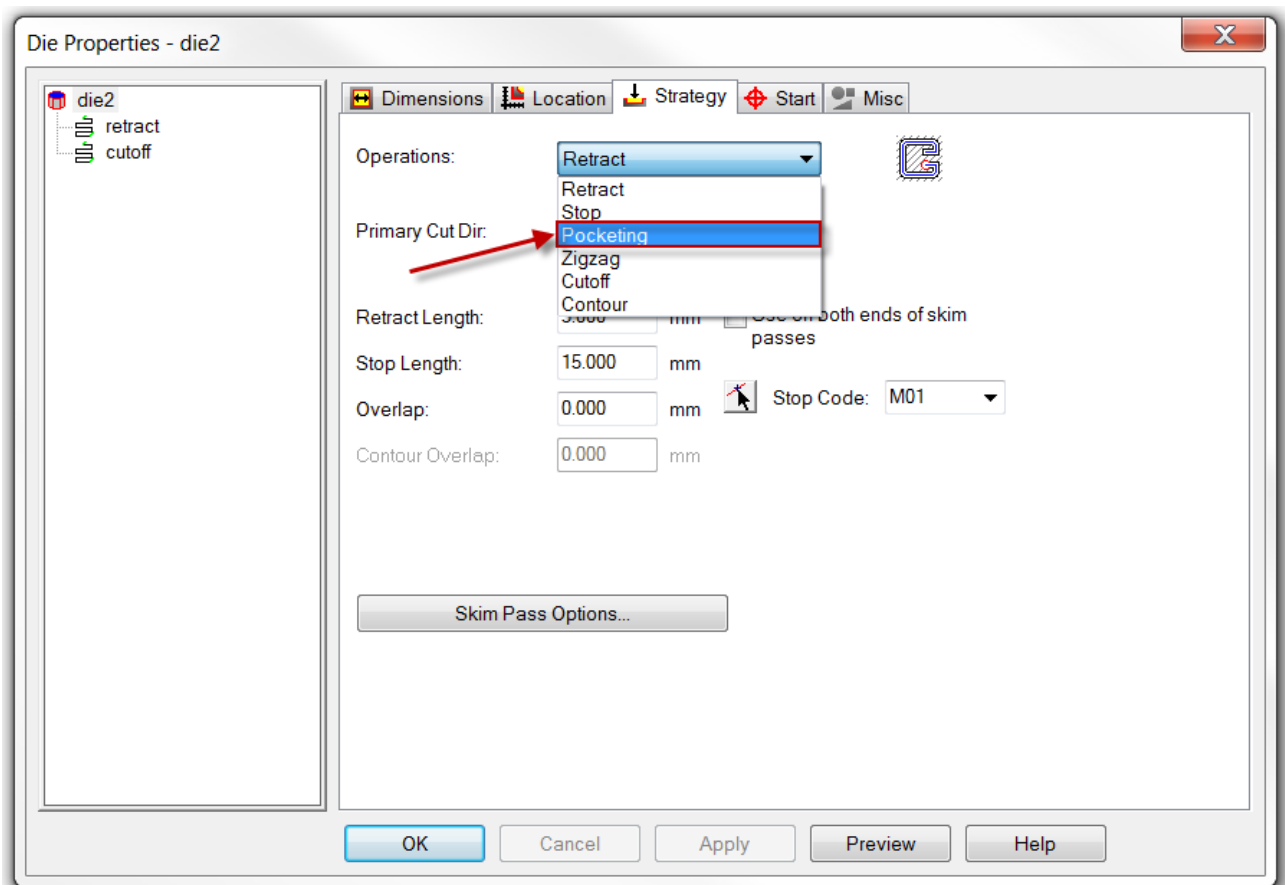 Die Properties - die2
die2
retract
cutoff
Dimensions Location Strategy Start Misc
Operations: Retract
Retract
Stop
Primary Cut Dir: Pocketing
Zigzag
Cutoff
Contour
Retract Length: mm Use on both ends of skim
passes
Stop Length: 15.000 mm
Stop Code: M01
Overlap: 0.000 mm
Contour Overlap: 0.000 mm
Skim Pass Options...
OK Cancel Apply Preview Help